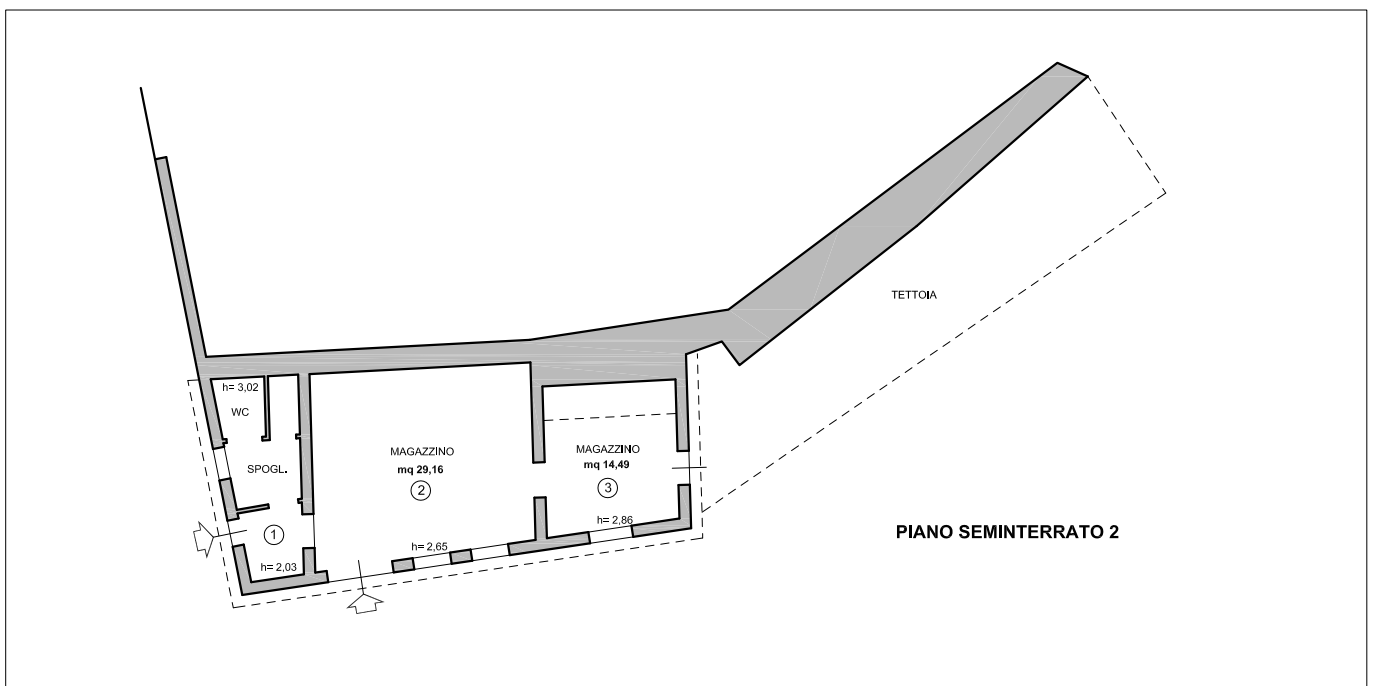 TETTOIA
h= 3,02
WC
SPOGL.
1
h= 2,03
MAGAZZINO
mq 29,16
2
h= 2,65
MAGAZZINO
mq 14,49
3
h= 2,86
PIANO SEMINTERRATO 2